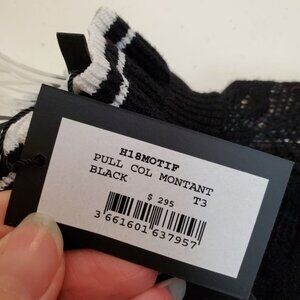 H18MOTIF
PULL COL MONTANT
BLACK T3
$ 295
3 661601 637957